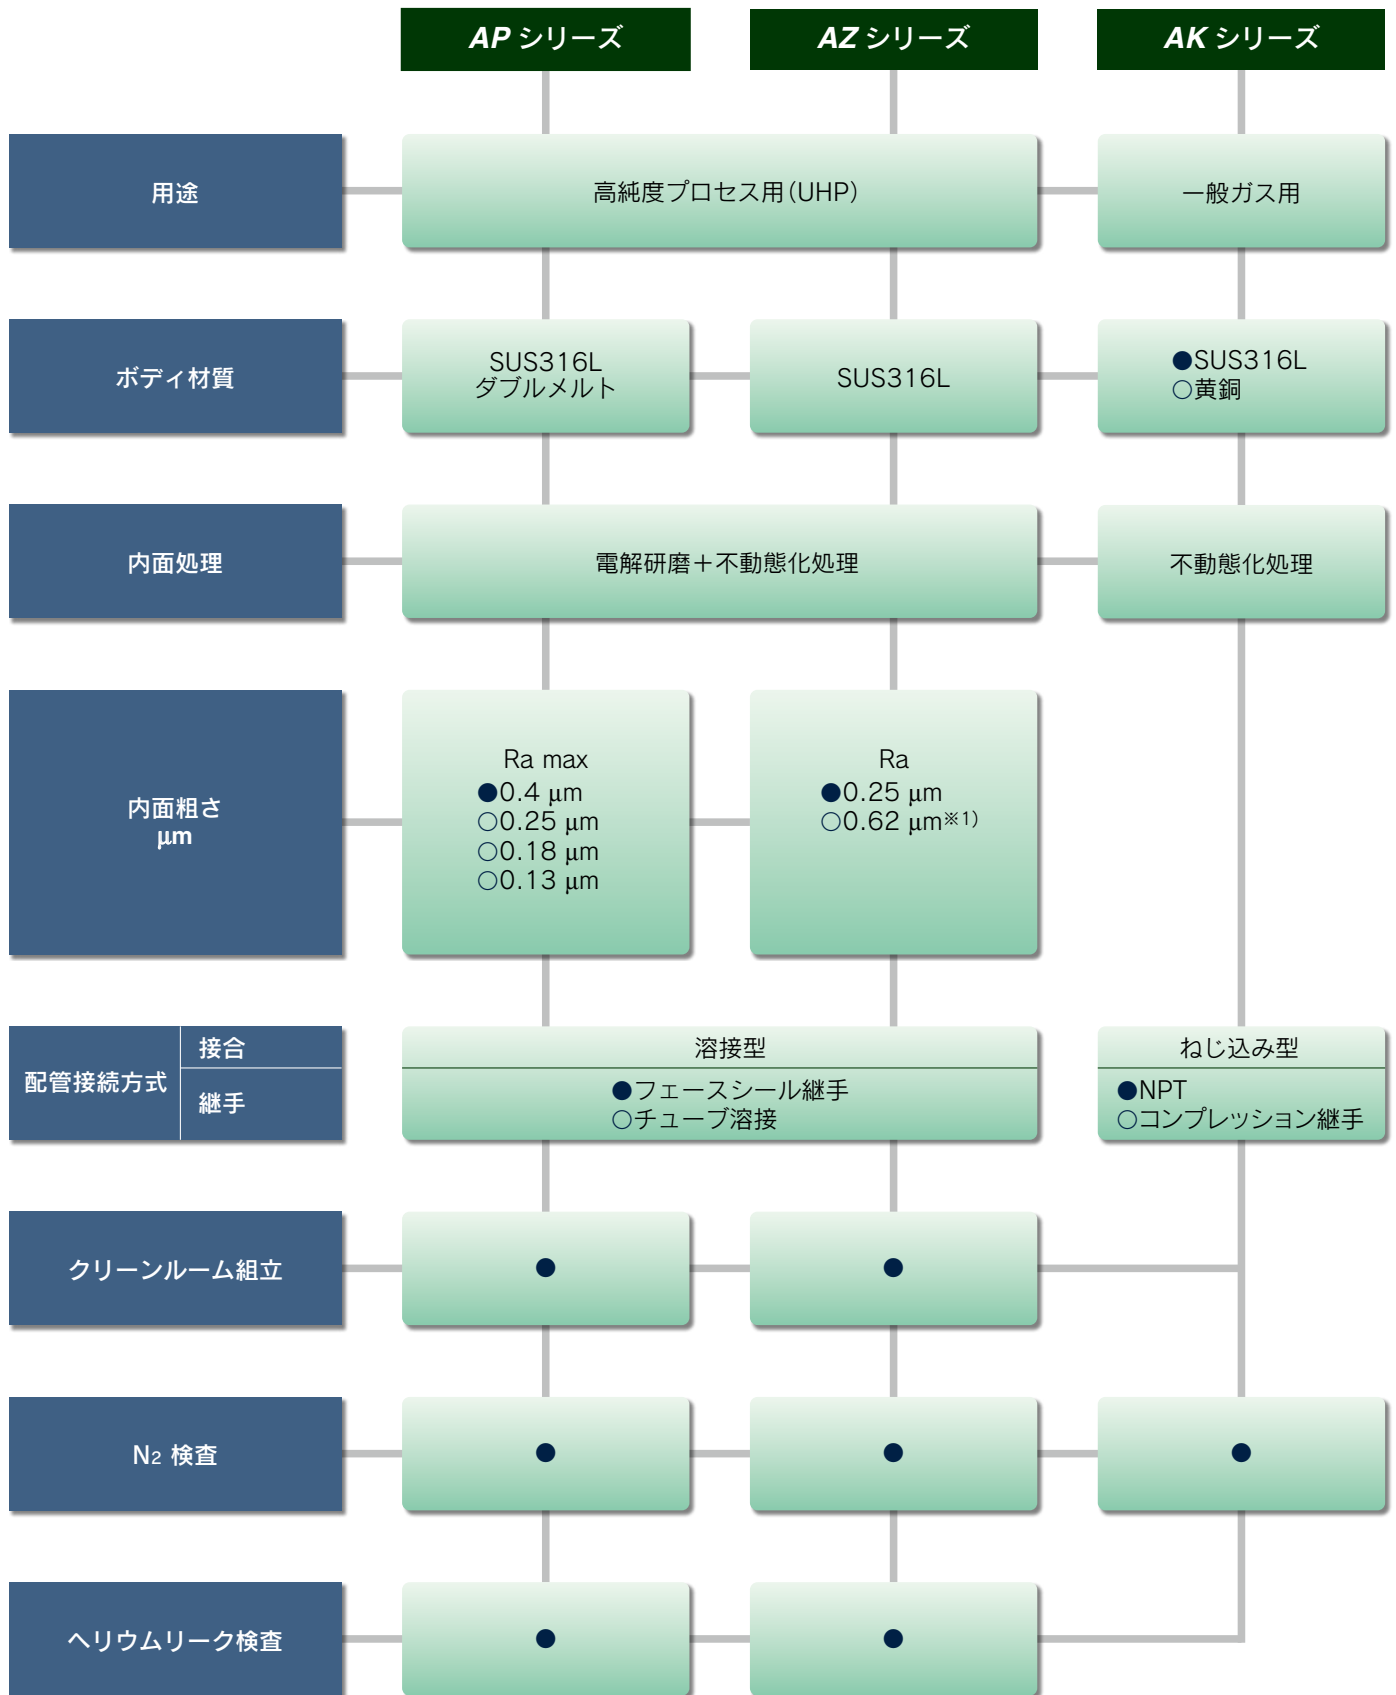 AP シリーズ
AZ シリーズ
AK シリーズ
用途
高純度プロセス用（UHP）
一般ガス用
ボディ材質
SUS316L
ダブルメルト
SUS316L
●SUS316L
○黄銅
内面処理
電解研磨＋不動態化処理
不動態化処理
内面粗さ
μm
Ra max
●0.4 μm
○0.25 μm
○0.18 μm
○0.13 μm
Ra
●0.25 μm
○0.62 μm※1）
配管接続方式
接合
継手
溶接型
●フェースシール継手
○チューブ溶接
ねじ込み型
●NPT
○コンプレッション継手
クリーンルーム組立
●
●
N2 検査
●
●
●
ヘリウムリーク検査
●
●